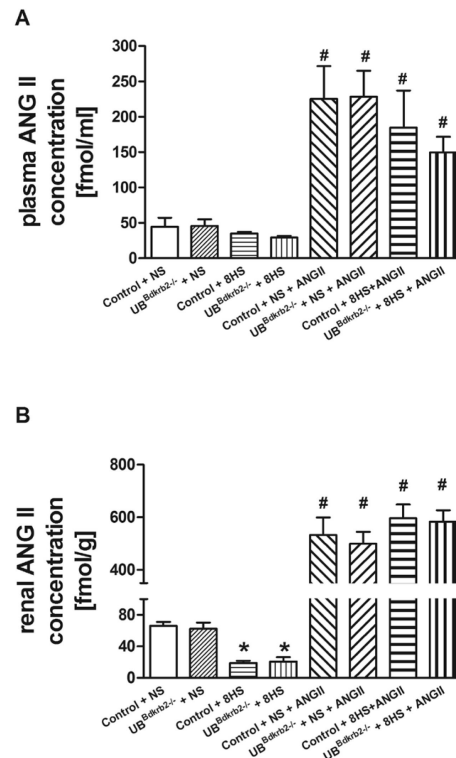 A
plasma ANG II
concentration
[fmol/ml]
300
250
200
150
100
50
0
#
#
#
#
Control + NS
UBBdkrb2-/- + NS
Control + 8HS
UBBdkrb2-/- + 8HS
Control + NS + ANGII
UBBdkrb2-/- + NS + ANGII
Control + 8HS+ANGII
UBBdkrb2-/- + 8HS + ANGII
B
renal ANG II
concentration
[fmol/g]
800
600
400
80
40
0
*
*
#
#
#
#
Control + NS
UBBdkrb2-/- + NS
Control + 8HS
UBBdkrb2-/- + 8HS
Control + NS + ANGII
UBBdkrb2-/- + NS + ANGII
Control + 8HS+ANGII
UBBdkrb2-/- + 8HS + ANGII